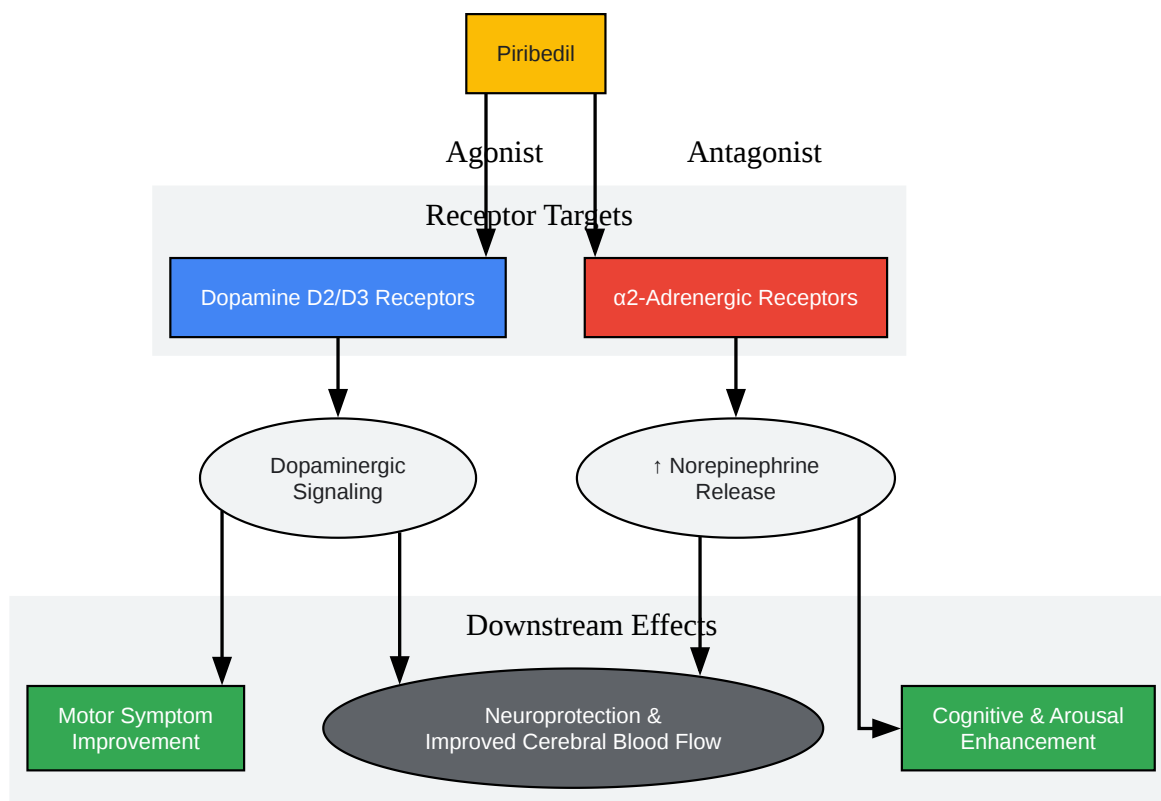 Piribedil
Agonist
Antagonist
Receptor Targets
Dopamine D2/D3 Receptors
α2-Adrenergic Receptors
Dopaminergic
Signaling
↑ Norepinephrine
Release
Downstream Effects
Motor Symptom
Improvement
Neuroprotection &
Improved Cerebral Blood Flow
Cognitive & Arousal
Enhancement